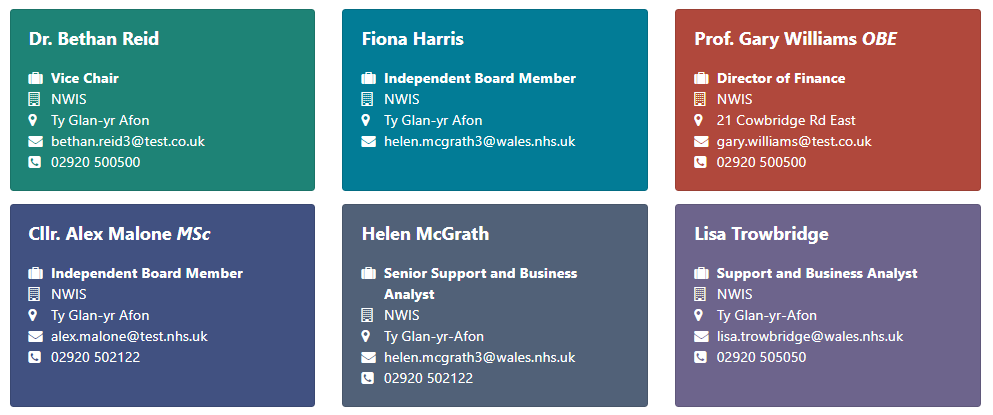 Dr. Bethan Reid
Vice Chair
NWIS
Ty Glan-yr Afon
bethan.reid3@test.co.uk
02920 500500
Fiona Harris
Independent Board Member
NWIS
Ty Glan-yr Afon
helen.mcgrath3@wales.nhs.uk
Prof. Gary Williams OBE
Director of Finance
NWIS
21 Cowbridge Rd East
gary.williams@test.co.uk
02920 500500
Cllr. Alex Malone MSc
Independent Board Member
NWIS
Ty Glan-yr Afon
alex.malone@test.nhs.uk
02920 502122
Helen McGrath
Senior Support and Business
Analyst
NWIS
Ty Glan-yr-Afon
helen.mcgrath3@wales.nhs.uk
02920 502122
Lisa Trowbridge
Support and Business Analyst
NWIS
Ty Glan-yr-Afon
lisa.trowbridge@wales.nhs.uk
02920 505050